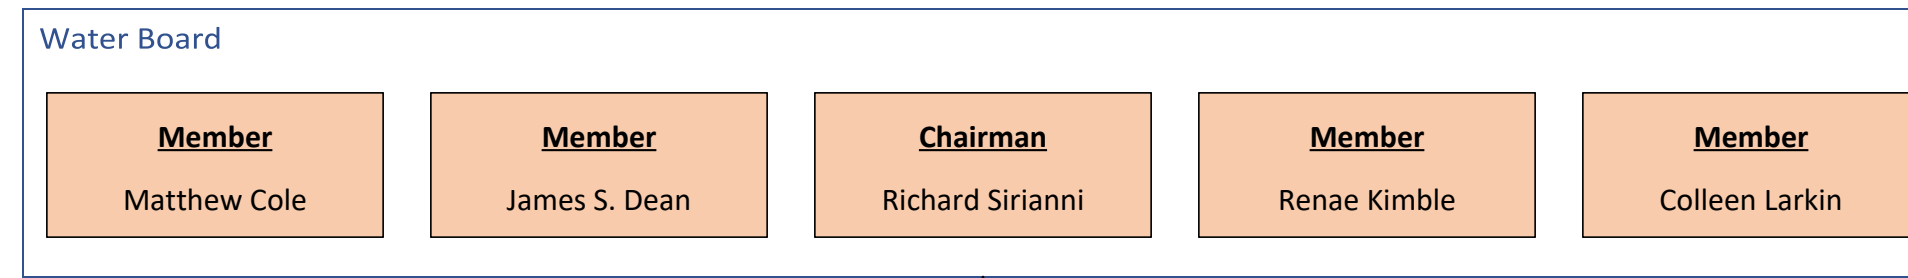 Water Board
Member
Matthew Cole
Member
James S. Dean
Chairman
Richard Sirianni
Member
Renae Kimble
Member
Colleen Larkin